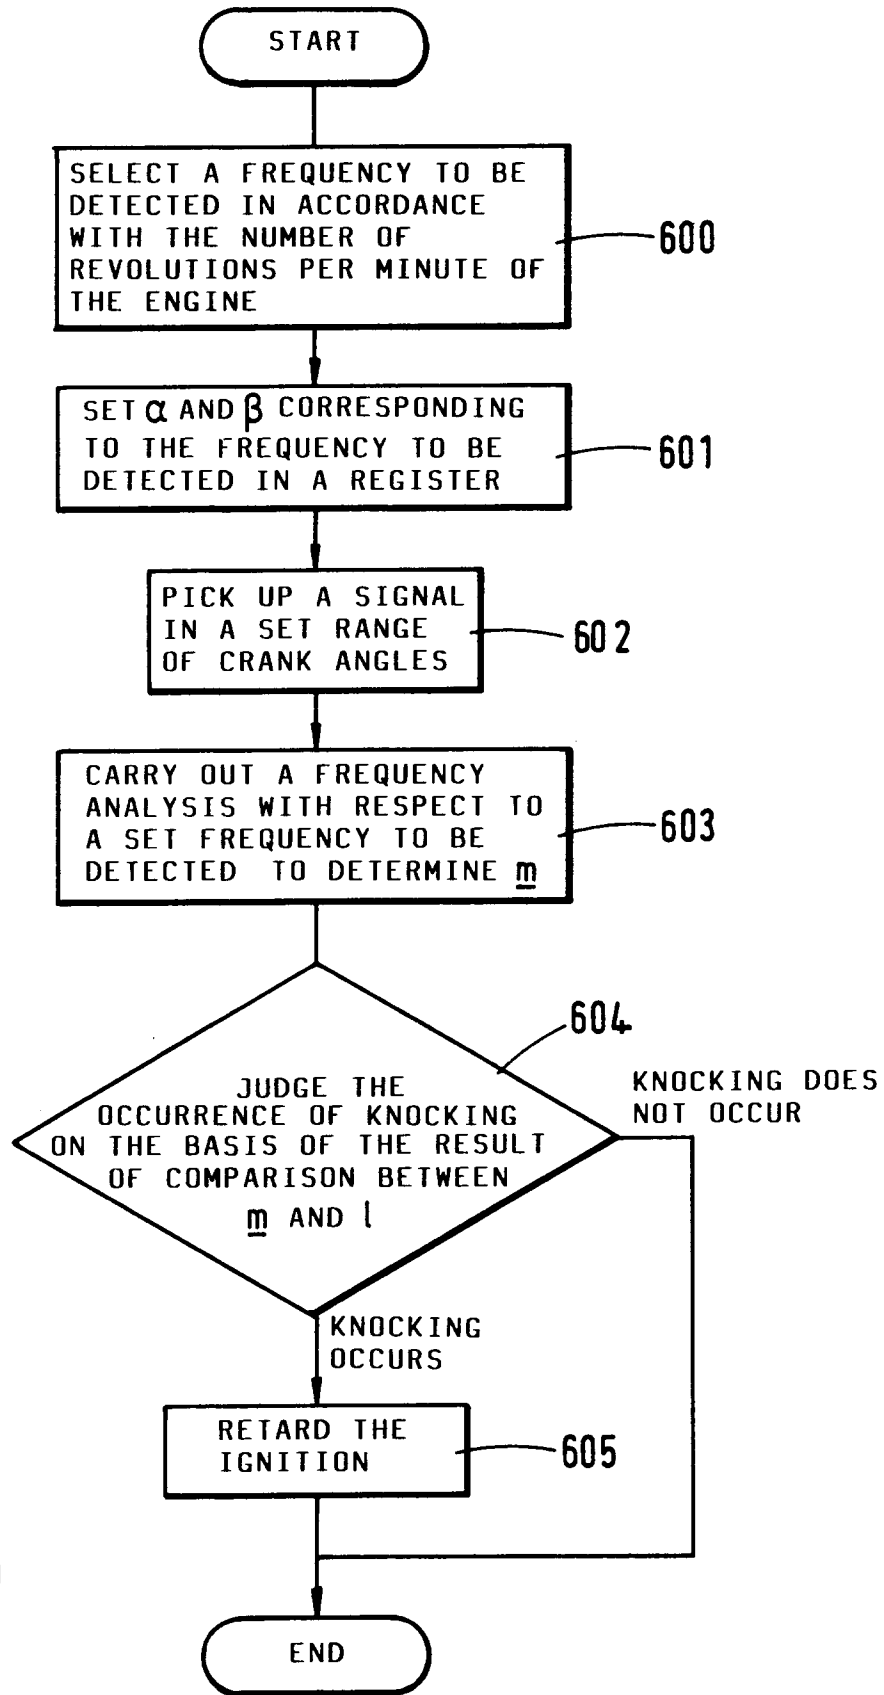 START
SELECT A FREQUENCY TO BE
DETECTED IN ACCORDANCE
WITH THE NUMBER OF
REVOLUTIONS PER MINUTE OF
THE ENGINE
600
SET α AND β CORRESPONDING
TO THE FREQUENCY TO BE
DETECTED IN A REGISTER
601
PICK UP A SIGNAL
IN A SET RANGE
OF CRANK ANGLES
602
CARRY OUT A FREQUENCY
ANALYSIS WITH RESPECT TO
A SET FREQUENCY TO BE
DETECTED TO DETERMINE m
603
604
JUDGE THE
OCCURRENCE OF KNOCKING
ON THE BASIS OF THE RESULT
OF COMPARISON BETWEEN
m AND l
KNOCKING DOES
NOT OCCUR
KNOCKING
OCCURS
RETARD THE
IGNITION
605
END